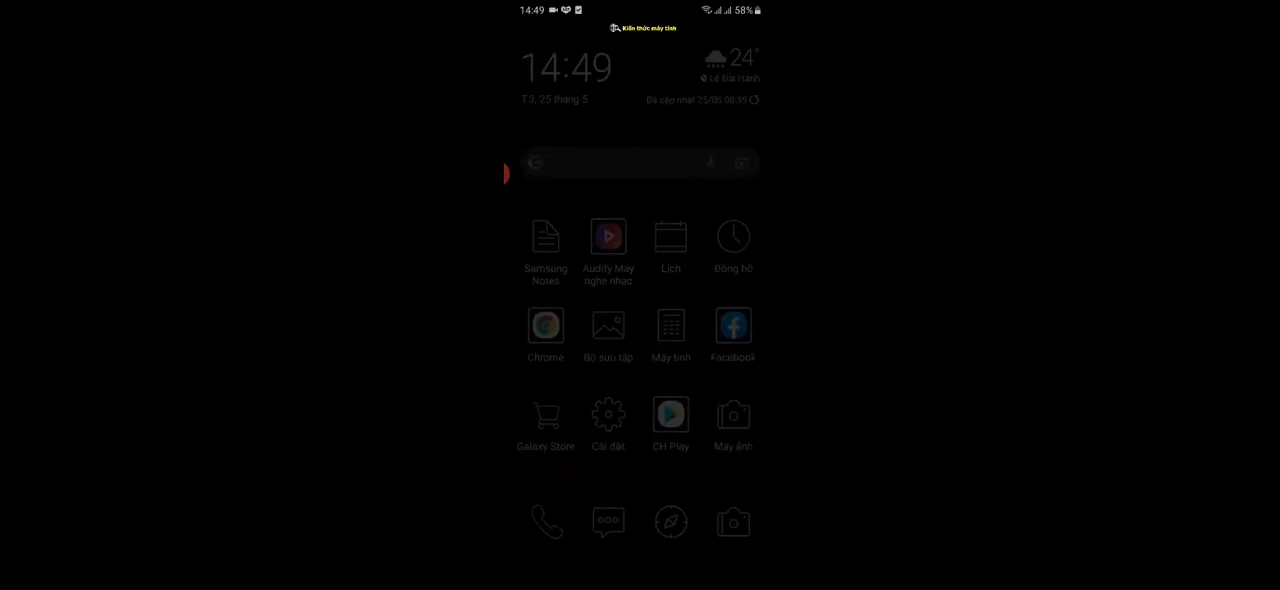 14:49
58%
Kiến thức máy tính
14:49
24°
Lê Đại Hành
T.3, 25 tháng 5
Đã cập nhật 25/05 08:35
Samsung Notes
Audify Máy nghe nhạc
Lịch
Đồng hồ
Chrome
Bộ sưu tập
Máy tính
Facebook
Galaxy Store
Cài đặt
CH Play
Máy ảnh